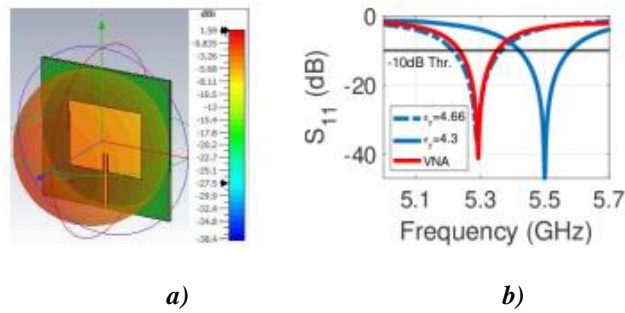 dBi
1.59
-0.835
-3.26
-5.68
-8.11
-10.5
-13
-15.4
-17.8
-20.2
-22.7
-25.1
-27.5
-29.9
-32.4
-34.8
-38.4
0
-20
-40
S11 (dB)
-10dB Thr.
εr=4.66
εr=4.3
VNA
5.1
5.3
5.5
5.7
Frequency (GHz)
a)
b)